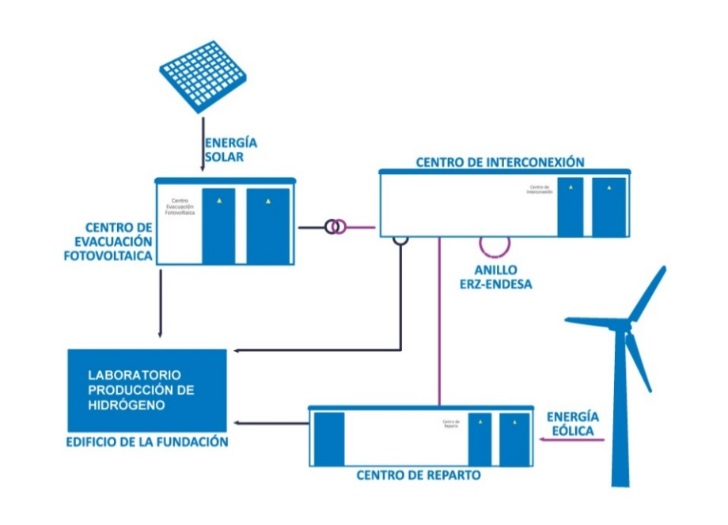 ENERGÍA
SOLAR
CENTRO DE INTERCONEXIÓN
Centro
Evacuación
Fotovoltaica
Centro de
Interconexión
CENTRO DE
EVACUACIÓN
FOTOVOLTAICA
ANILLO
ERZ-ENDESA
LABORATORIO
PRODUCCIÓN DE
HIDRÓGENO
EDIFICIO DE LA FUNDACIÓN
Centro de
Reparto
ENERGÍA
EÓLICA
CENTRO DE REPARTO